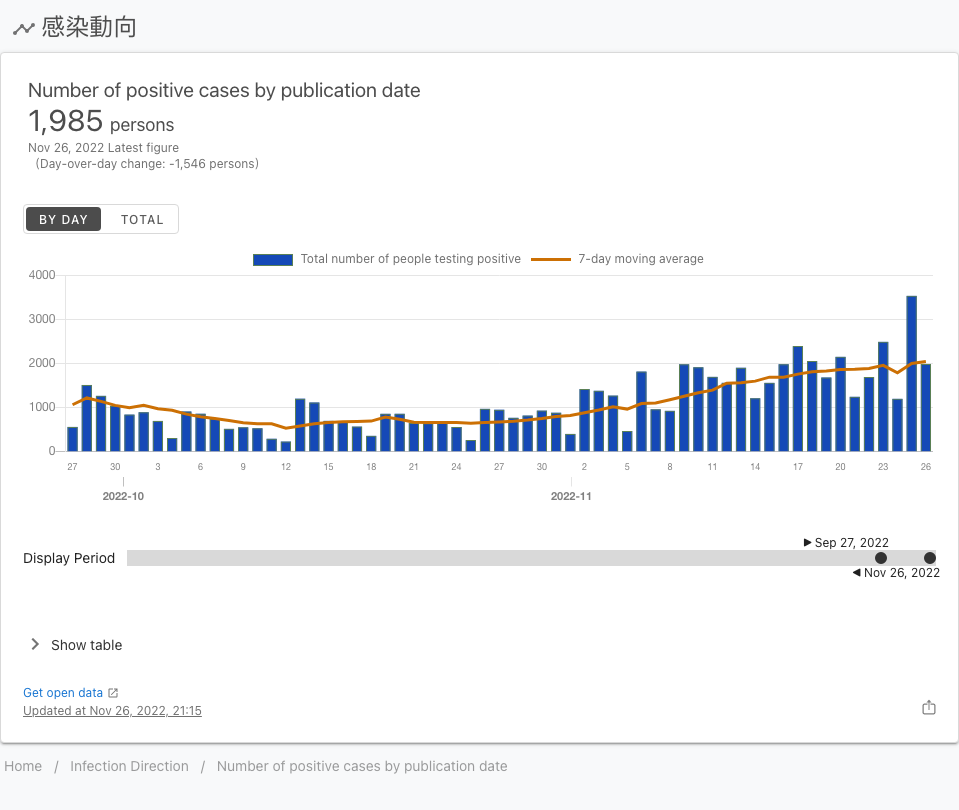 感染動向
Number of positive cases by publication date
1,985 persons
Nov 26, 2022 Latest figure
(Day-over-day change: -1,546 persons)
BY DAY TOTAL
Total number of people testing positive 7-day moving average
4000
3000
2000
1000
0
27 30 3 6 9 12 15 18 21 24 27 30 2 5 8 11 14 17 20 23 26
2022-10 2022-11
Sep 27, 2022
Display Period
Nov 26, 2022
Show table
Get open data
Updated at Nov 26, 2022, 21:15
Home / Infection Direction / Number of positive cases by publication date